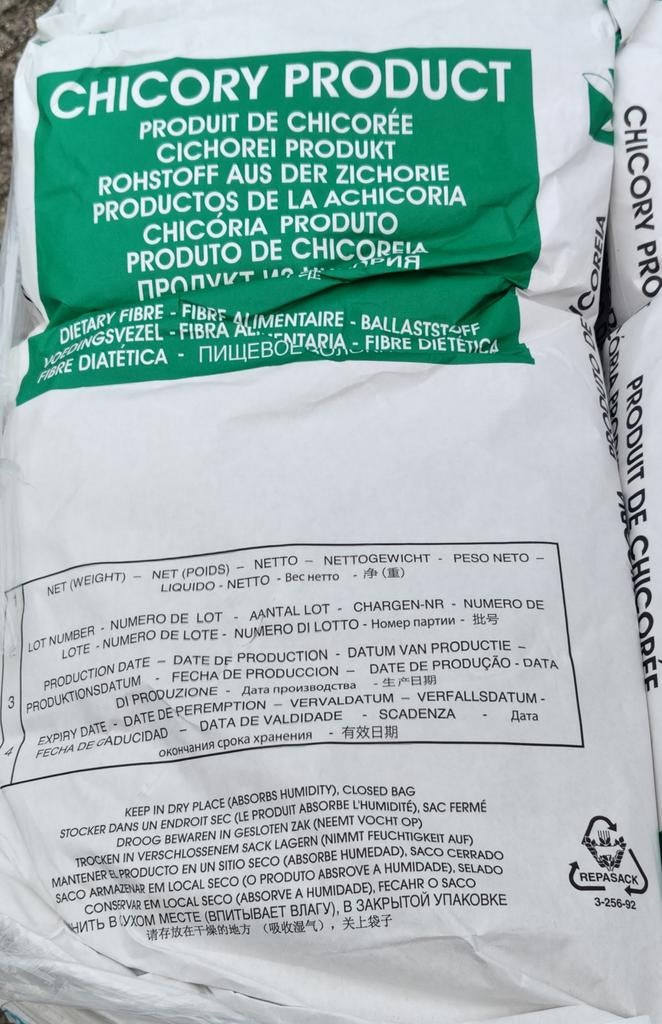 CHICORY PRODUCT
PRODUIT DE CHICORÉE
CICHOREI PRODUKT
ROHSTOFF AUS DER ZICHORIE
PRODUCTOS DE LA ACHICORIA
CHICÓRIA PRODUTO
PRODUTO DE CHICOREIA
ПРОДУКТ ИЗ
DIETARY FIBRE - FIBRE ALIMENTAIRE - BALLASTSTOFF
VOEDINGSVEZEL - FIBRA ALIMENTARIA - FIBRE DIETÉTICA
FIBRE DIATÉTICA - ПИЩЕВОЕ
NET (WEIGHT) – NET (POIDS) – NETTO – NETTOGEWICHT - PESO NETO –
LIQUIDO - NETTO - Вес нетто - 净 (重)
LOT NUMBER - NUMERO DE LOT - AANTAL LOT - CHARGEN-NR - NUMERO DE
LOTE - NUMERO DE LOTE - NUMERO DI LOTTO - Номер партии - 批号
3
PRODUCTION DATE – DATE DE PRODUCTION - DATUM VAN PRODUCTIE –
PRODUKTIONSDATUM - FECHA DE PRODUCCION – DATE DE PRODUÇÃO - DATA
DI PRODUZIONE - Дата производства - 生产日期
4
EXPIRY DATE - DATE DE PEREMPTION - VERVALDATUM – VERFALLSDATUM -
FECHA DE CADUCIDAD – DATA DE VALDIDADE - SCADENZA - Дата
окончания срока хранения - 有效日期
KEEP IN DRY PLACE (ABSORBS HUMIDITY), CLOSED BAG
STOCKER DANS UN ENDROIT SEC (LE PRODUIT ABSORBE L'HUMIDITÉ), SAC FERMÉ
DROOG BEWAREN IN GESLOTEN ZAK (NEEMT VOCHT OP)
TROCKEN IN VERSCHLOSSENEM SACK LAGERN (NIMMT FEUCHTIGKEIT AUF)
MANTENER EL PRODUCTO EN UN SITIO SECO (ABSORBE HUMEDAD), SACO CERRADO
SACO ARMAZENAR EM LOCAL SECO (O PRODUTO ABSROVE A HUMIDADE), SELADO
CONSERVAR EM LOCAL SECO (ABSORVE A HUMIDADE), FECAHR O SACO
НИТЬ В СУХОМ МЕСТЕ (ВПИТЫВАЕТ ВЛАГУ), В ЗАКРЫТОЙ УПАКОВКЕ
请存放在干燥的地方 (吸收湿气), 关上袋子
REPASACK
3-256-92
CHICORY PRO
PRODUIT DE CHICORÉE